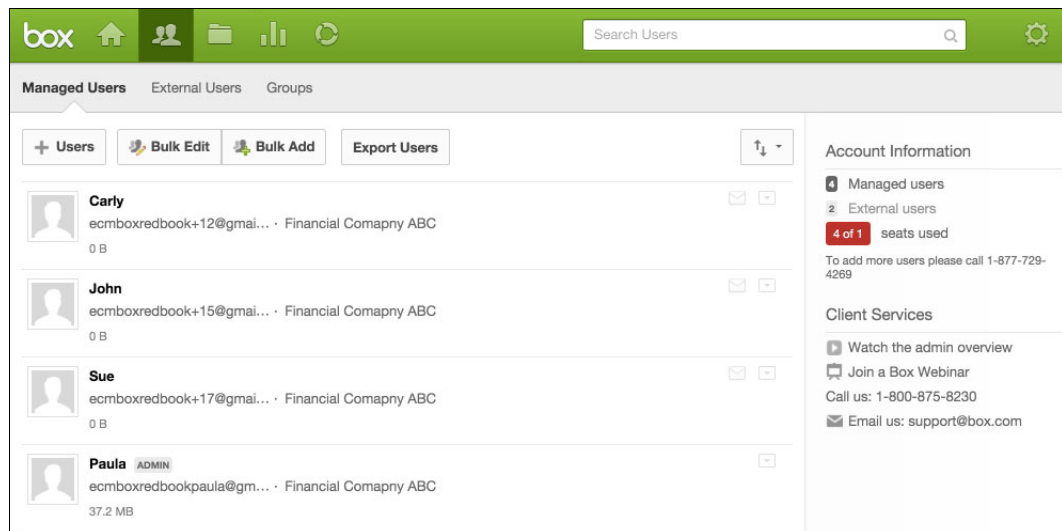 box
Search Users
Managed Users External Users Groups
+ Users Bulk Edit Bulk Add Export Users
Carly
ecmboxredbook+12@gmai... · Financial Comapny ABC
0 B
John
ecmboxredbook+15@gmai... · Financial Comapny ABC
0 B
Sue
ecmboxredbook+17@gmai... · Financial Comapny ABC
0 B
Paula ADMIN
ecmboxredbookpaula@gm... · Financial Comapny ABC
37.2 MB
Account Information
4 Managed users
2 External users
4 of 1 seats used
To add more users please call 1-877-729-
4269
Client Services
Watch the admin overview
Join a Box Webinar
Call us: 1-800-875-8230
Email us: support@box.com